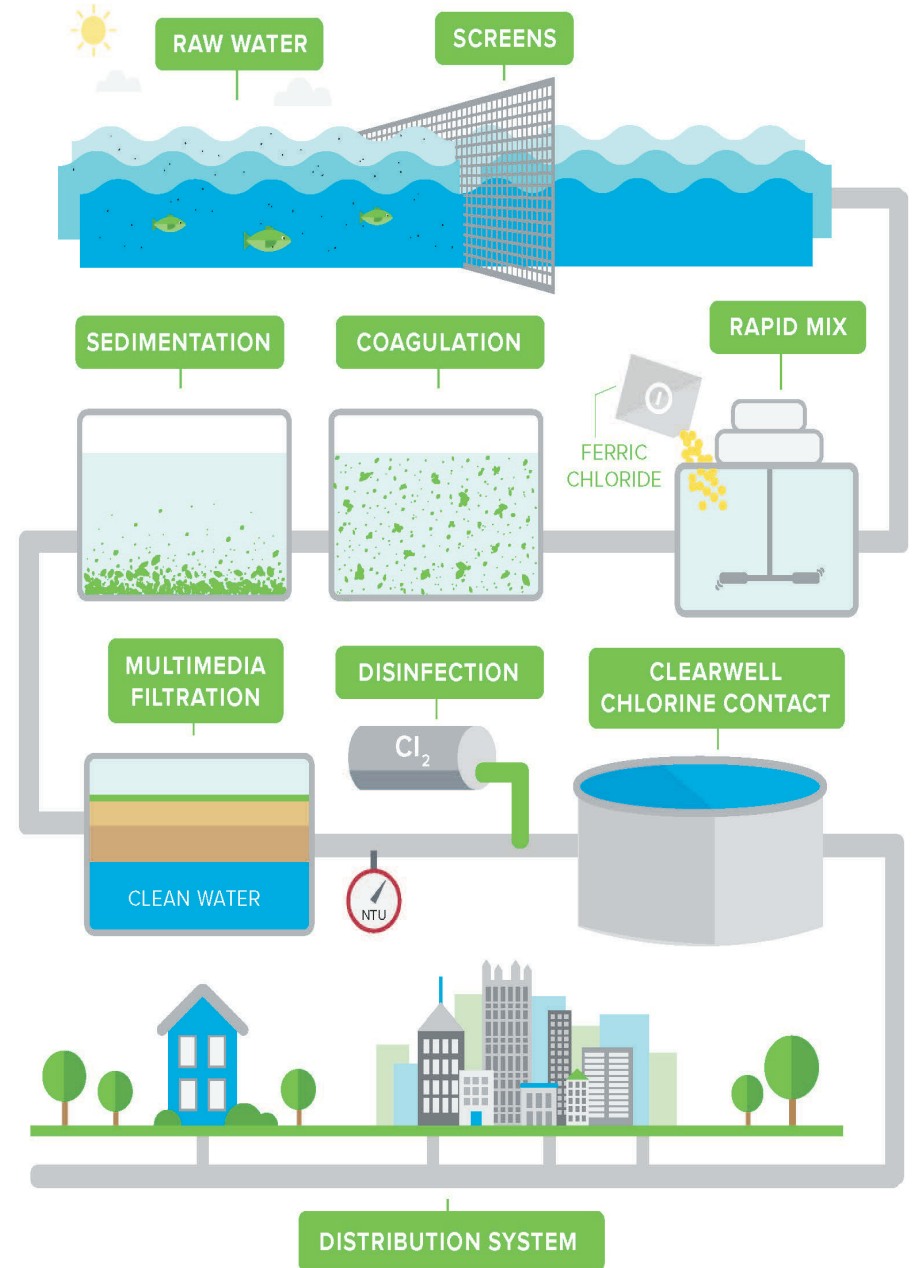 RAW WATER
SCREENS
SEDIMENTATION
COAGULATION
RAPID MIX
FERRIC
CHLORIDE
MULTIMEDIA
FILTRATION
DISINFECTION
CLEARWELL
CHLORINE CONTACT
Cl₂
CLEAN WATER
NTU
DISTRIBUTION SYSTEM